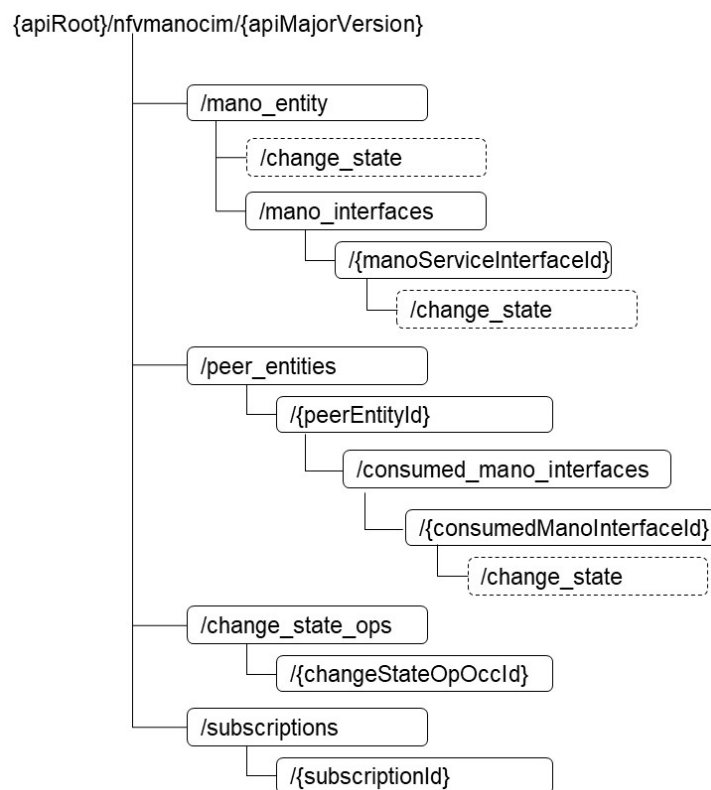 {apiRoot}/nfvmanocim/{apiMajorVersion}
/mano_entity
/change_state
/mano_interfaces
/{manoServiceInterfaceId}
/change_state
/peer_entities
/{peerEntityId}
/consumed_mano_interfaces
/{consumedManoInterfaceId}
/change_state
/change_state_ops
/{changeStateOpOccId}
/subscriptions
/{subscriptionId}